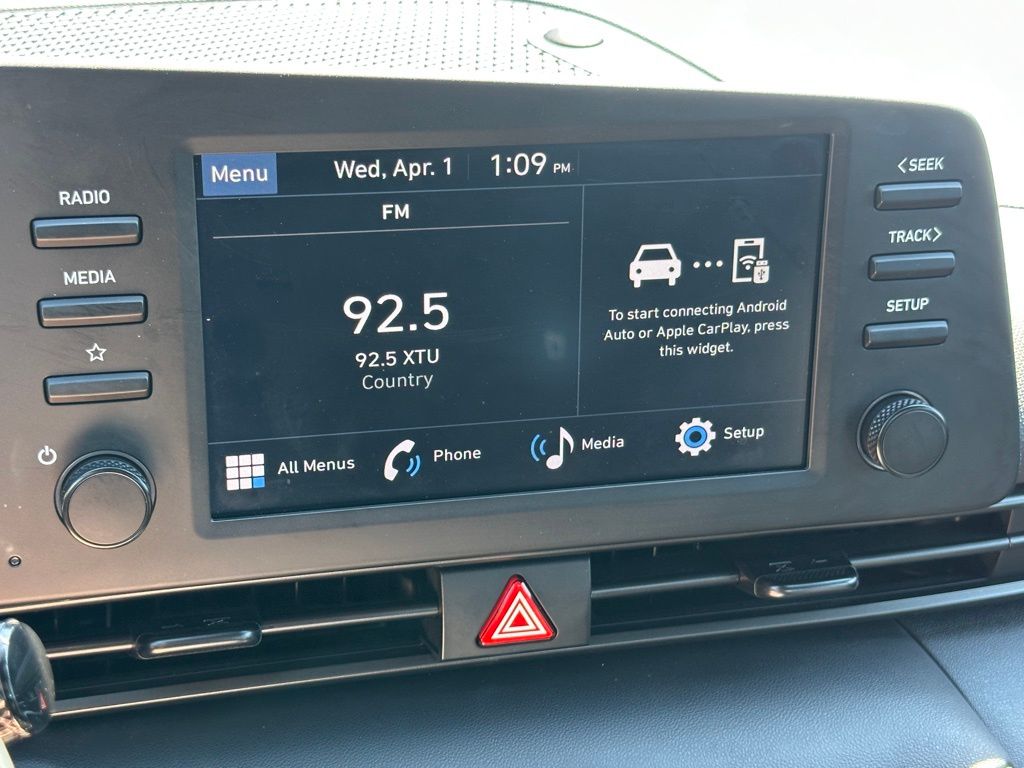 Menu
Wed, Apr. 1
1:09 PM
<SEEK
RADIO
FM
TRACK>
MEDIA
92.5
SETUP
To start connecting Android
Auto or Apple CarPlay, press
this widget.
92.5 XTU
Country
All Menus
Phone
Media
Setup